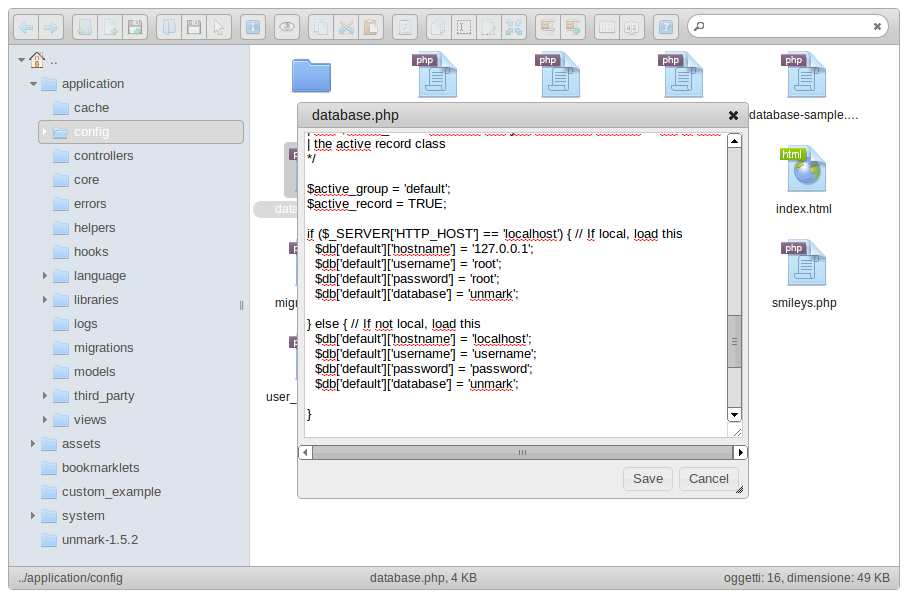 ..
application
cache
config
controllers
core
errors
helpers
hooks
language
libraries
logs
migrations
models
third_party
views
assets
bookmarklets
custom_example
system
unmark-1.5.2
php
php
php
php
database-sample....
html
index.html
php
smileys.php
user_
database.php
| the active record class
*/
$active_group = 'default';
$active_record = TRUE;
if ($_SERVER['HTTP_HOST'] == 'localhost') { // If local, load this
$db['default']['hostname'] = '127.0.0.1';
$db['default']['username'] = 'root';
$db['default']['password'] = 'root';
$db['default']['database'] = 'unmark';
} else { // If not local, load this
$db['default']['hostname'] = 'localhost';
$db['default']['username'] = 'username';
$db['default']['password'] = 'password';
$db['default']['database'] = 'unmark';
}
Save
Cancel
../application/config
database.php, 4 KB
oggetti: 16, dimensione: 49 KB